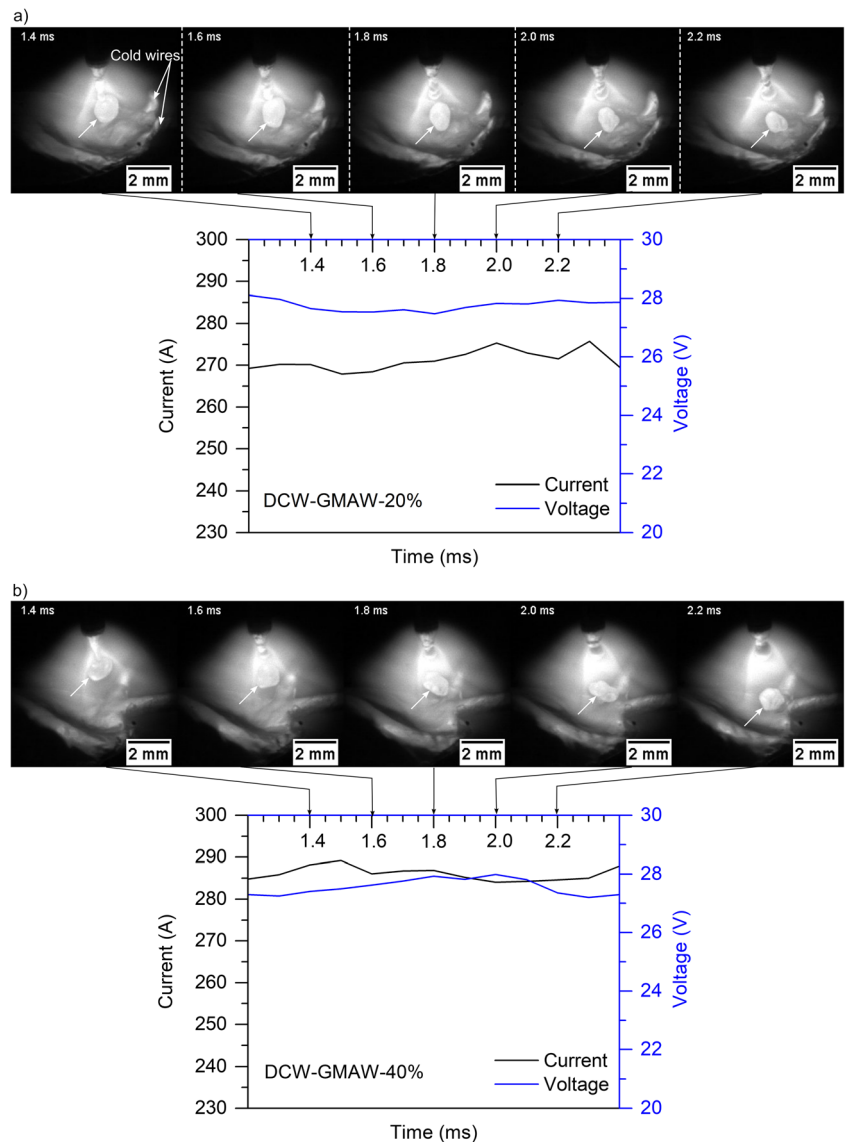 a)
1.4 ms 1.6 ms 1.8 ms 2.0 ms 2.2 ms
Cold wires
2 mm 2 mm 2 mm 2 mm 2 mm
300 30
1.4 1.6 1.8 2.0 2.2
290
28
280
270
26
260
24
250
240
22
230 20
Current (A)
Voltage (V)
DCW-GMAW-20%
Current
Voltage
Time (ms)
b)
1.4 ms 1.6 ms 1.8 ms 2.0 ms 2.2 ms
2 mm 2 mm 2 mm 2 mm 2 mm
300 30
1.4 1.6 1.8 2.0 2.2
290
28
280
270
26
260
24
250
240
22
230 20
Current (A)
Voltage (V)
DCW-GMAW-40%
Current
Voltage
Time (ms)